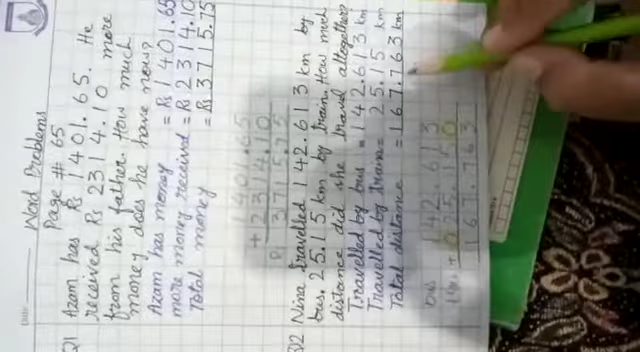 Word Problems
Page # 65
Q1 Azam has Rs 1401.65. He
received Rs 2314.10 more
from his father. How much
money does he have now?
Azam has money = Rs 1401.65
more money received = Rs 2314.10
Total money = Rs 3715.75
1401.65
+2314.10
3715.75
Q2 Nina travelled 142.613 km by
bus. 25.15 km by train. How much
distance did she travel altogether?
Travelled by bus = 142.613 km
Travelled by train = 25.15 km
Total distance = 167.763 km
bus 142.613
+025.150
167.763